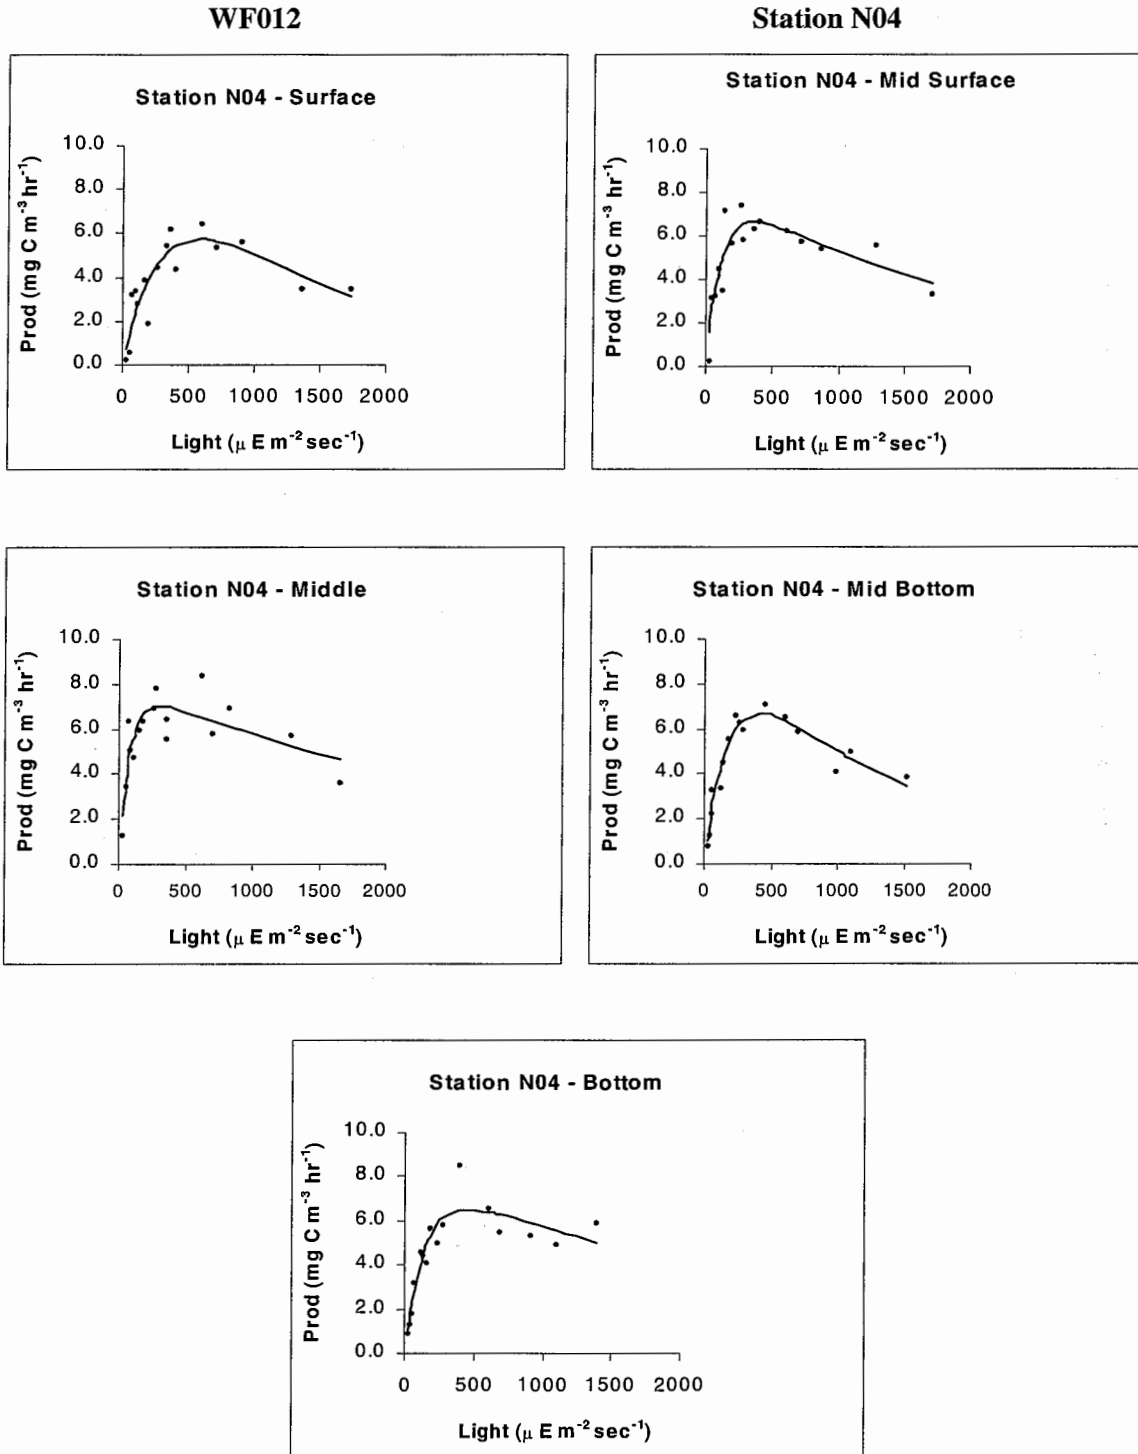 WF012 Station N04
Station N04 - Surface
10.0
8.0
6.0
4.0
2.0
0.0
Prod (mg C m⁻³ hr⁻¹)
0 500 1000 1500 2000
Light (μ E m⁻² sec⁻¹)
Station N04 - Mid Surface
10.0
8.0
6.0
4.0
2.0
0.0
Prod (mg C m⁻³ hr⁻¹)
0 500 1000 1500 2000
Light (μ E m⁻² sec⁻¹)
Station N04 - Middle
10.0
8.0
6.0
4.0
2.0
0.0
Prod (mg C m⁻³ hr⁻¹)
0 500 1000 1500 2000
Light (μ E m⁻² sec⁻¹)
Station N04 - Mid Bottom
10.0
8.0
6.0
4.0
2.0
0.0
Prod (mg C m⁻³ hr⁻¹)
0 500 1000 1500 2000
Light (μ E m⁻² sec⁻¹)
Station N04 - Bottom
10.0
8.0
6.0
4.0
2.0
0.0
Prod (mg C m⁻³ hr⁻¹)
0 500 1000 1500 2000
Light (μ E m⁻² sec⁻¹)